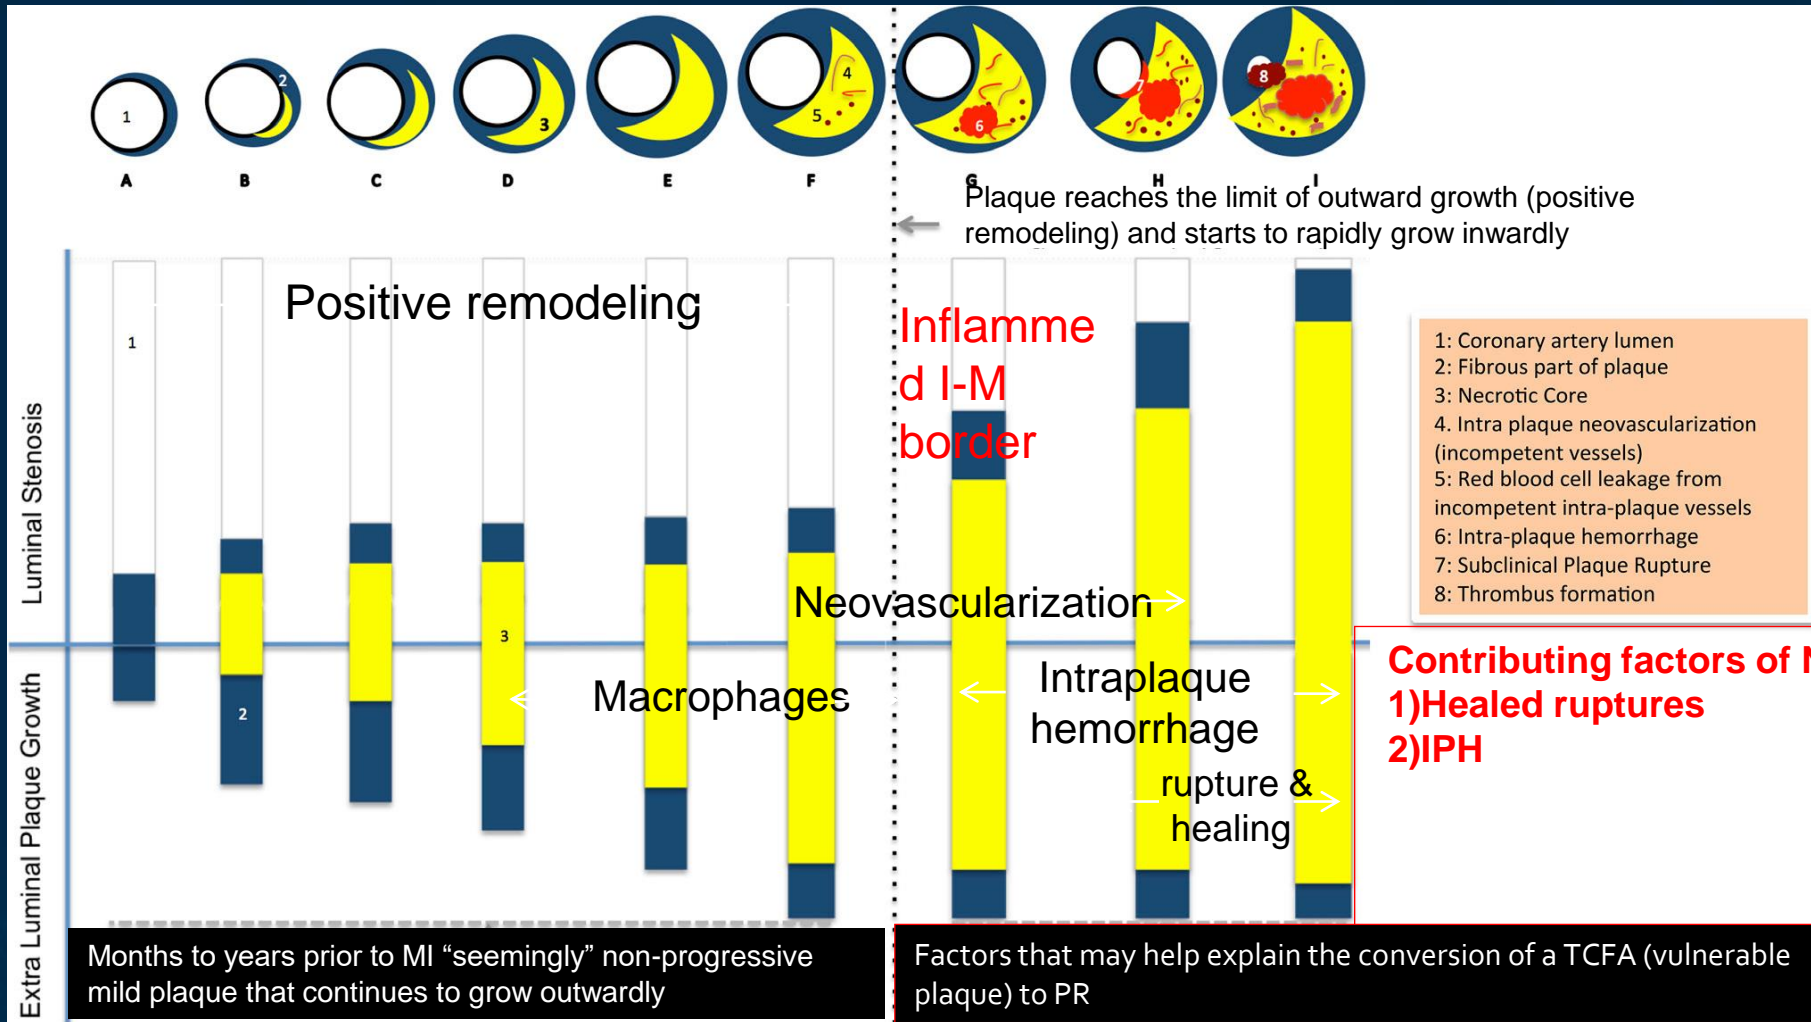 1
2
3
4
5
6
7
8
A B C D E F G H I
Plaque reaches the limit of outward growth (positive
remodeling) and starts to rapidly grow inwardly
Positive remodeling
Inflamme
d I-M
border
1
Luminal Stenosis
1: Coronary artery lumen
2: Fibrous part of plaque
3: Necrotic Core
4. Intra plaque neovascularization
(incompetent vessels)
5: Red blood cell leakage from
incompetent intra-plaque vessels
6: Intra-plaque hemorrhage
7: Subclinical Plaque Rupture
8: Thrombus formation
Neovascularization
3
2
Macrophages
Intraplaque
hemorrhage
rupture &
healing
Extra Luminal Plaque Growth
Contributing factors of
1)Healed ruptures
2)IPH
Months to years prior to MI “seemingly” non-progressive
mild plaque that continues to grow outwardly
Factors that may help explain the conversion of a TCFA (vulnerable
plaque) to PR